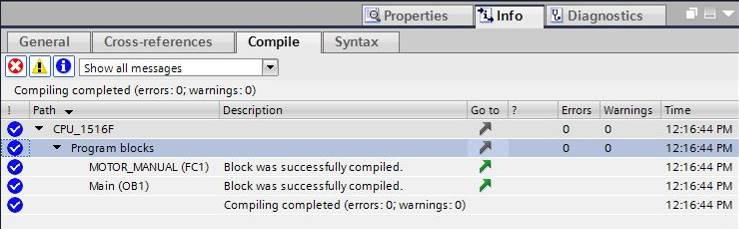 Properties Info Diagnostics
General Cross-references Compile Syntax
Show all messages
Compiling completed (errors: 0; warnings: 0)
! Path Description Go to ? Errors Warnings Time
CPU_1516F 0 0 12:16:44 PM
Program blocks 0 0 12:16:44 PM
MOTOR_MANUAL (FC1) Block was successfully compiled. 12:16:44 PM
Main (OB1) Block was successfully compiled. 12:16:44 PM
Compiling completed (errors: 0; warnings: 0) 12:16:44 PM